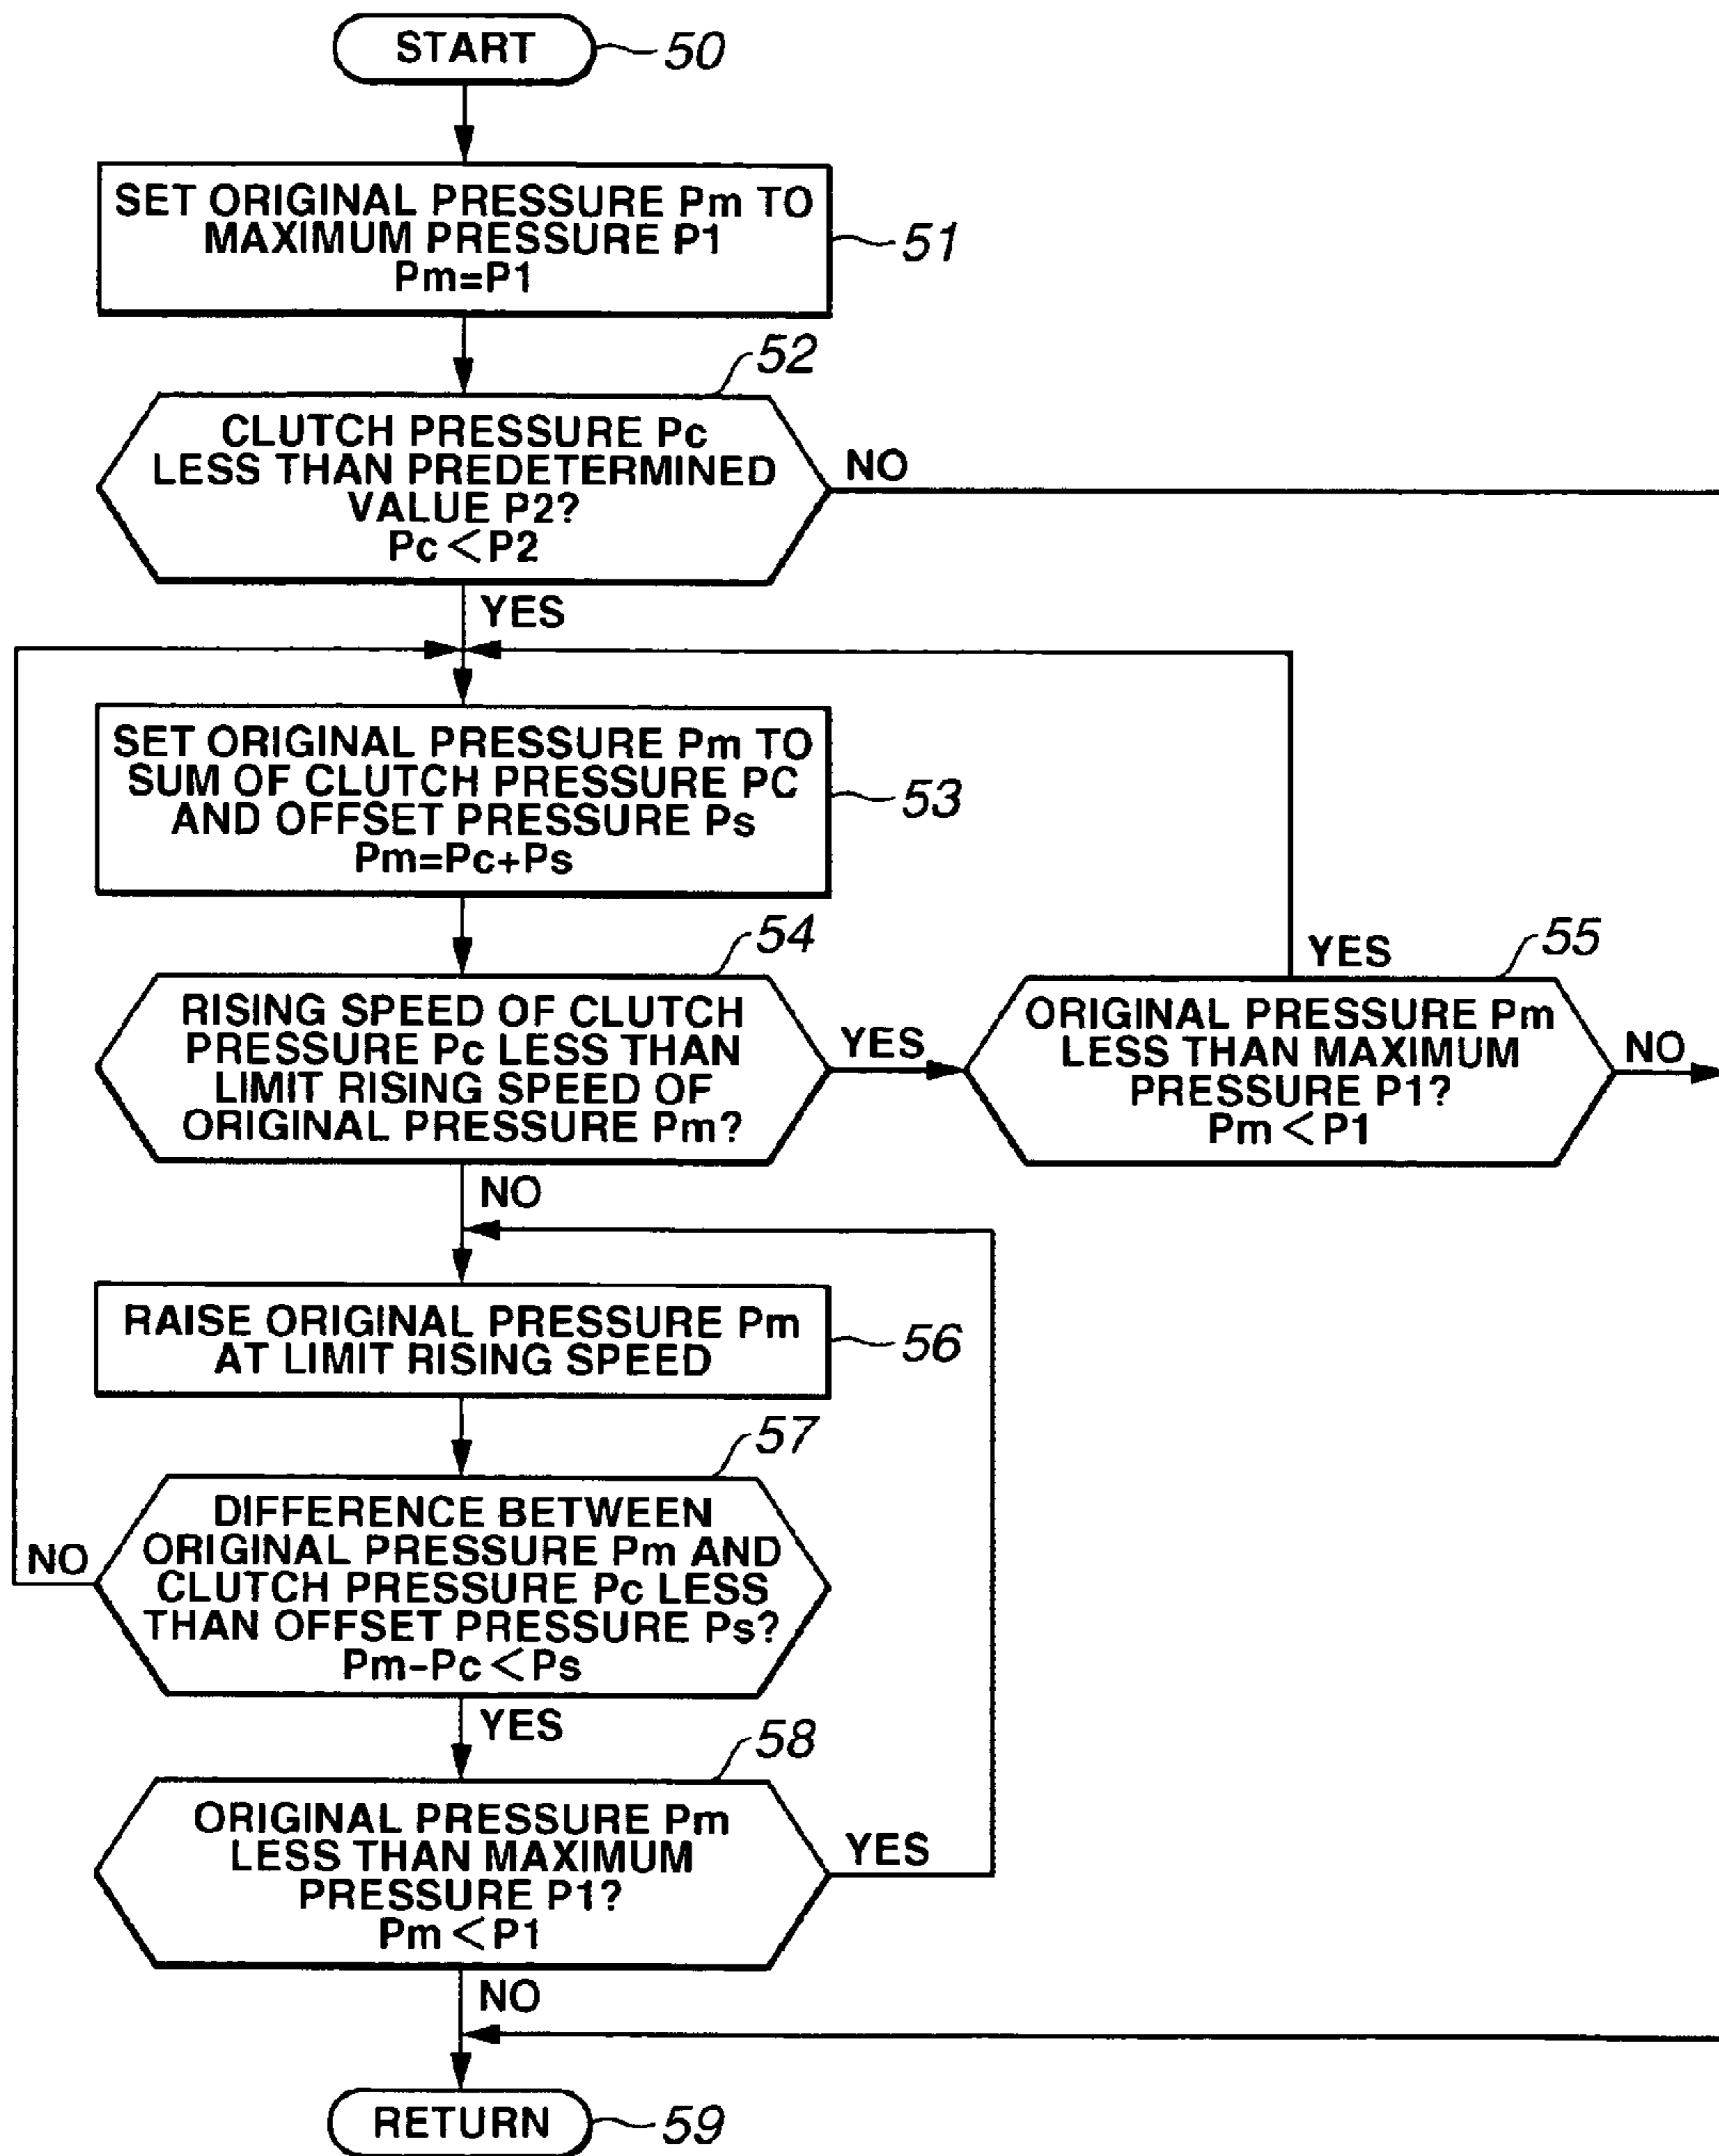 START
50
SET ORIGINAL PRESSURE Pm TO
MAXIMUM PRESSURE P1
Pm=P1
51
52
CLUTCH PRESSURE Pc
LESS THAN PREDETERMINED
VALUE P2?
Pc<P2
NO
YES
SET ORIGINAL PRESSURE Pm TO
SUM OF CLUTCH PRESSURE PC
AND OFFSET PRESSURE Ps
Pm=Pc+Ps
53
54
RISING SPEED OF CLUTCH
PRESSURE Pc LESS THAN
LIMIT RISING SPEED OF
ORIGINAL PRESSURE Pm?
YES
NO
55
YES
ORIGINAL PRESSURE Pm
LESS THAN MAXIMUM
PRESSURE P1?
Pm<P1
NO
RAISE ORIGINAL PRESSURE Pm
AT LIMIT RISING SPEED
56
57
DIFFERENCE BETWEEN
ORIGINAL PRESSURE Pm AND
CLUTCH PRESSURE Pc LESS
THAN OFFSET PRESSURE Ps?
Pm-Pc<Ps
NO
YES
58
ORIGINAL PRESSURE Pm
LESS THAN MAXIMUM
PRESSURE P1?
Pm<P1
YES
NO
RETURN
59